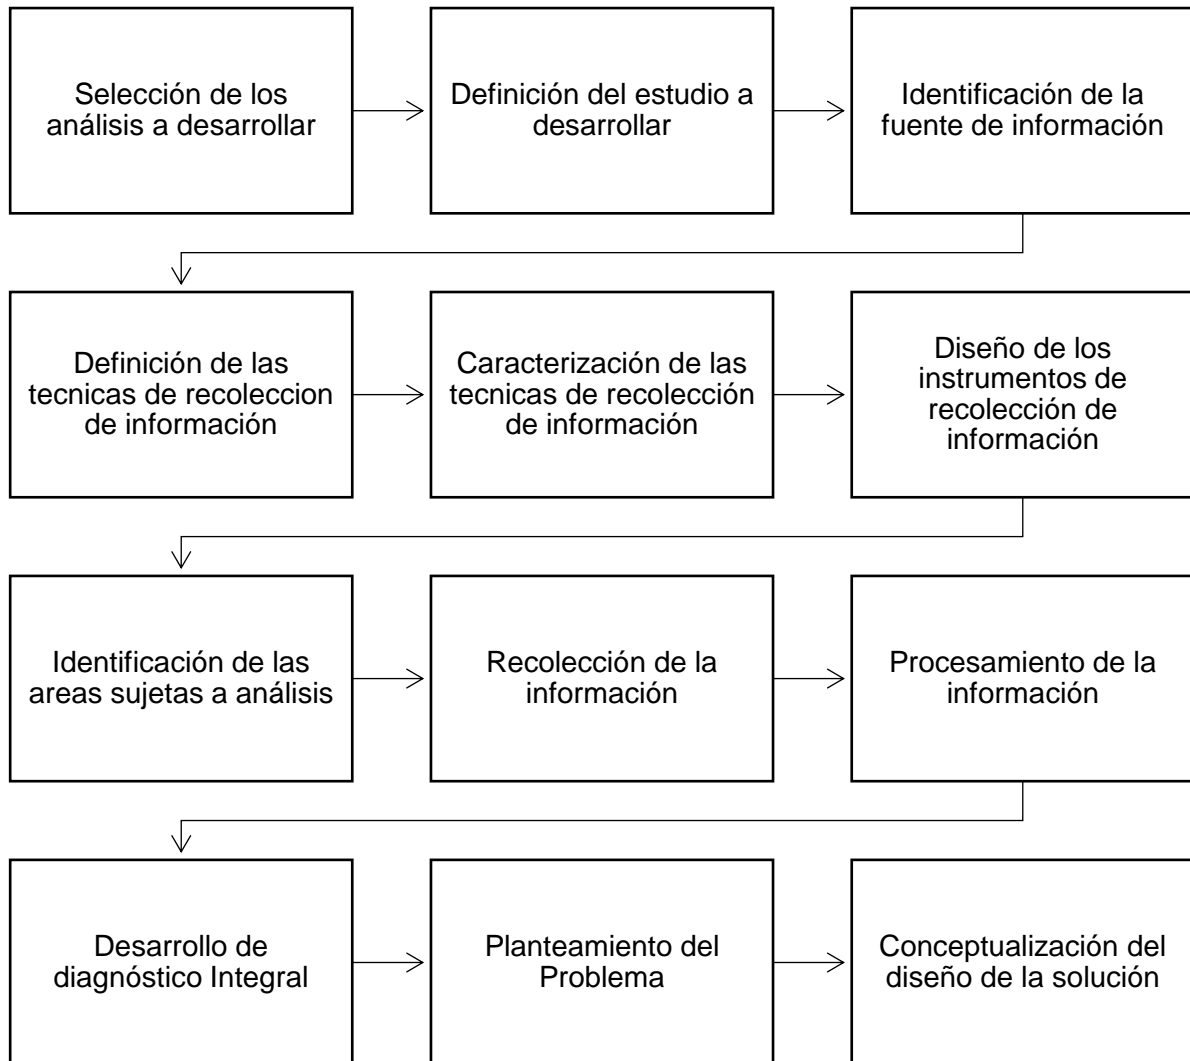 Selección de los
análisis a desarrollar
Definición del estudio a
desarrollar
Identificación de la
fuente de información
Definición de las
tecnicas de recoleccion
de información
Caracterización de las
tecnicas de recolección
de información
Diseño de los
instrumentos de
recolección de
información
Identificación de las
areas sujetas a análisis
Recolección de la
información
Procesamiento de la
información
Desarrollo de
diagnóstico Integral
Planteamiento del
Problema
Conceptualización del
diseño de la solución